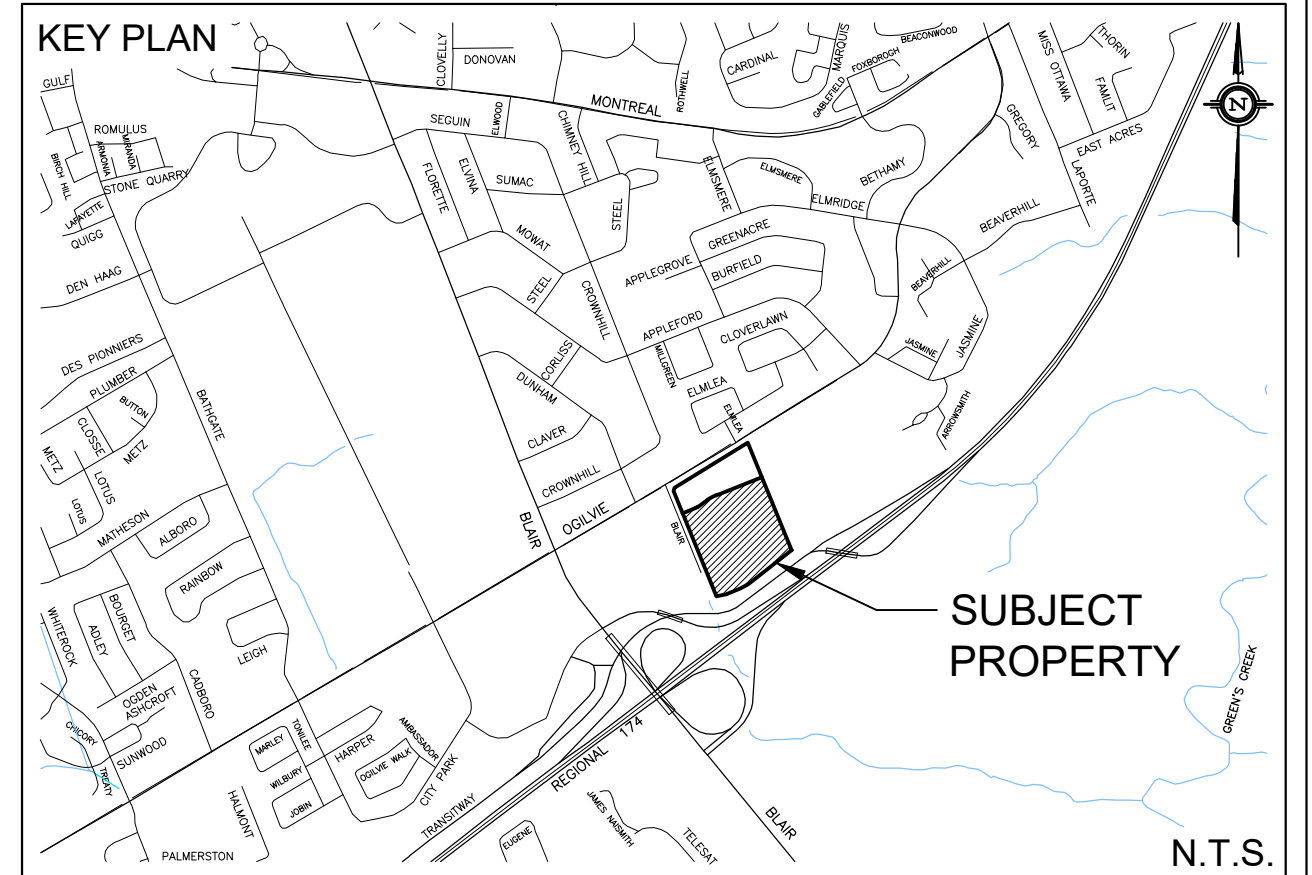 KEY PLAN
CLOVELLY
DONOVAN
CARDINAL
MARQUIS
BEACONWOOD
FOXBOROGH
GABLEFIELD
ROTHWELL
MISS OTTAWA
THORIN
FAMLIT
GULF
MONTREAL
GREGORY
N
ROMULUS
ARMONIA
MIRANDA
BIRCH HILL
STONE QUARRY
LAFAYETTE
QUIGG
DEN HAAG
SEGUIN
ELWOOD
CHIMNEY HILL
FLORETTE
ELVINA
SUMAC
STEEL
ELMSMERE
ELMSMERE
BETHAMY
ELMRIDGE
EAST ACRES
LAPORTE
BEAVERHILL
MOWAT
STEEL
GREENACRE
APPLEGROVE
BURFIELD
BEAVERHILL
CROWNHILL
APPLEFORD
CLOVERLAWN
MILLGREEN
JASMINE
JASMINE
DES PIONNIERS
PLUMBER
BUTTON
CLOSSE
METZ
METZ
LOTUS
LOTUS
BATHGATE
CORLISS
DUNHAM
CLAVER
CROWNHILL
ELMLEA
ELMLEA
ARROWSMITH
MATHESON
ALBORO
RAINBOW
BLAIR
OGILVIE
BLAIR
SUBJECT
PROPERTY
WHITEROCK
ADLEY
BOURGET
LEIGH
OGDEN
ASHCROFT
CADBORO
CHICORY
SUNWOOD
TREATY
MARLEY
TONILEE
HARPER
WILBURY
OGILVIE WALK
AMBASSADOR
JOBIN
CITY PARK
HALMONT
PALMERSTON
TRANSITWAY
REGIONAL 174
EUGENE
JAMES NAISMITH
TELESAT
BLAIR
GREEN'S CREEK
N.T.S.